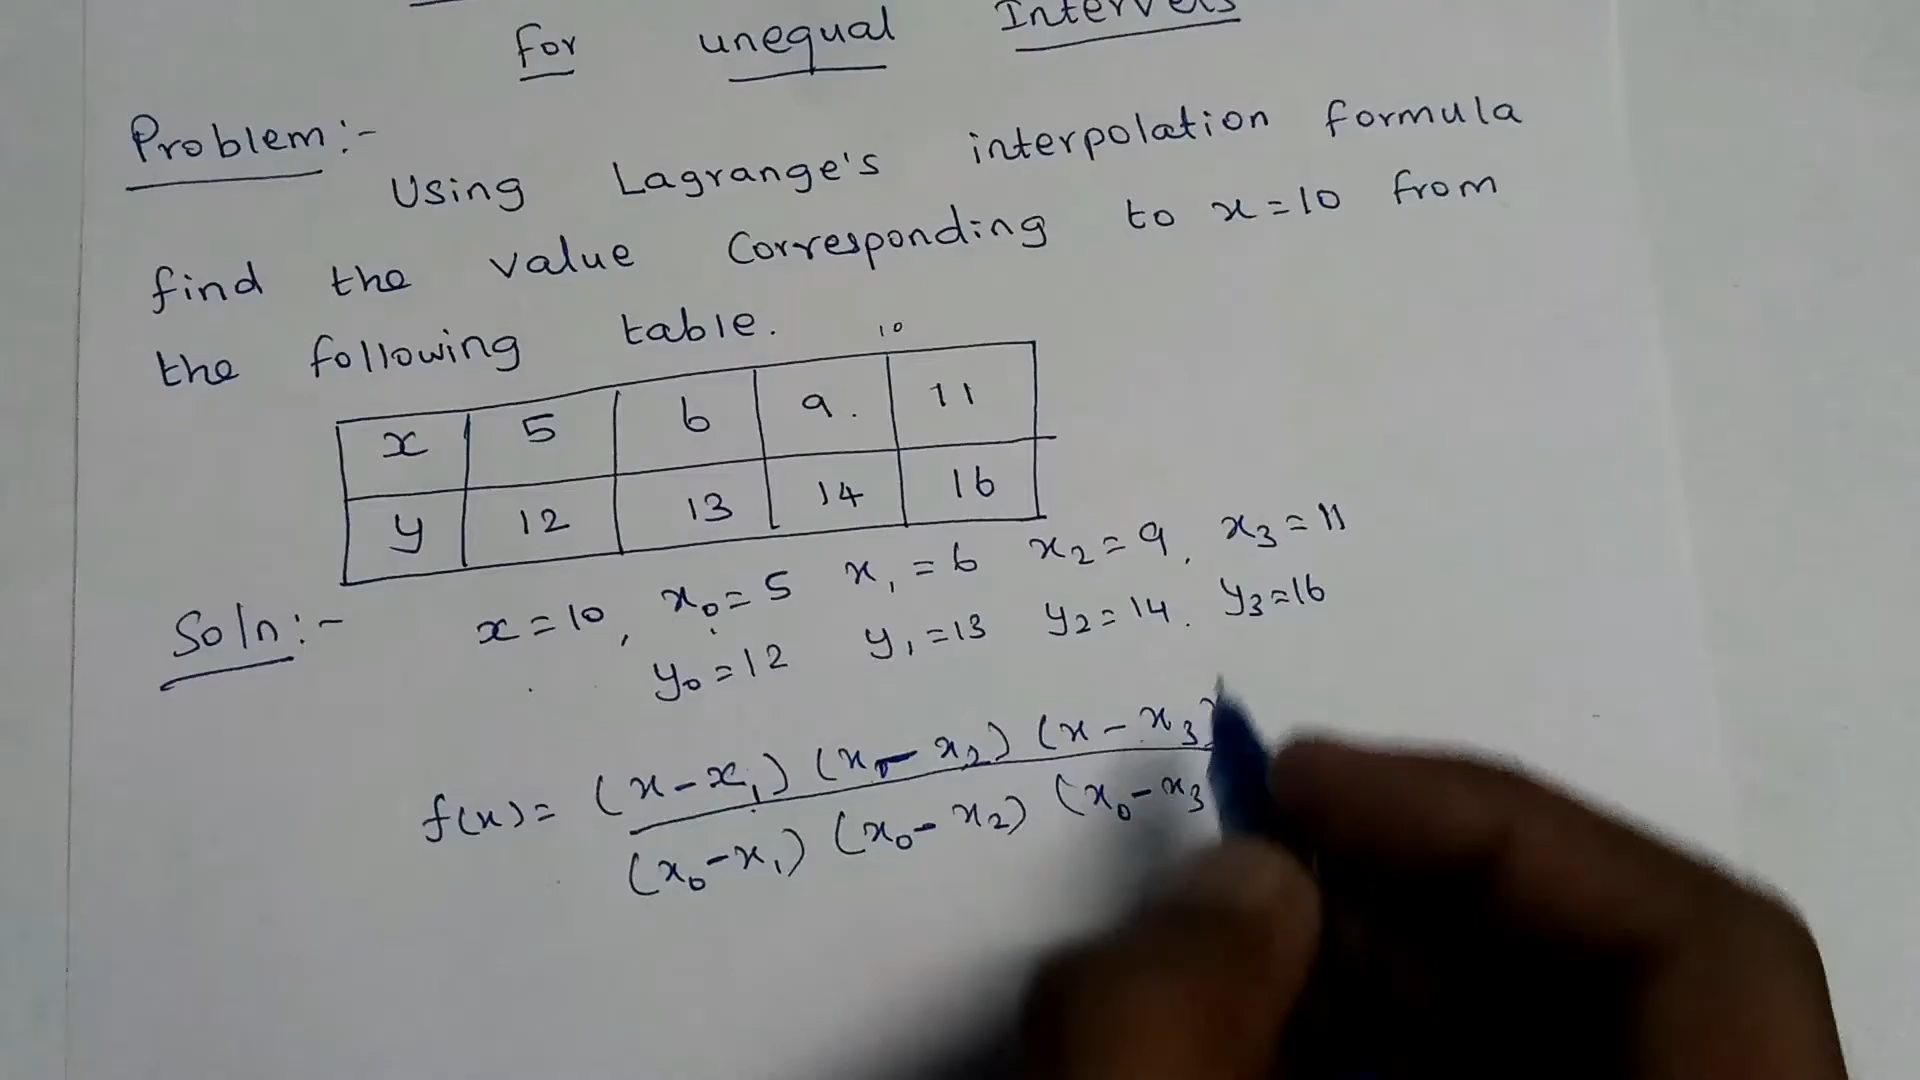 For unequal Intervals
Problem:-
Using Lagrange's interpolation formula
find the value corresponding to x=10 from
the following table.
10
x 5 6 9. 11
y 12 13 14 16
Soln:- x=10, x₀=5 x₁=6 x₂=9, x₃=11
y₀=12 y₁=13 y₂=14. y₃=16
f(x)= (x-x₁) (x-x₂) (x-x₃)
(x₀-x₁) (x₀-x₂) (x₀-x₃